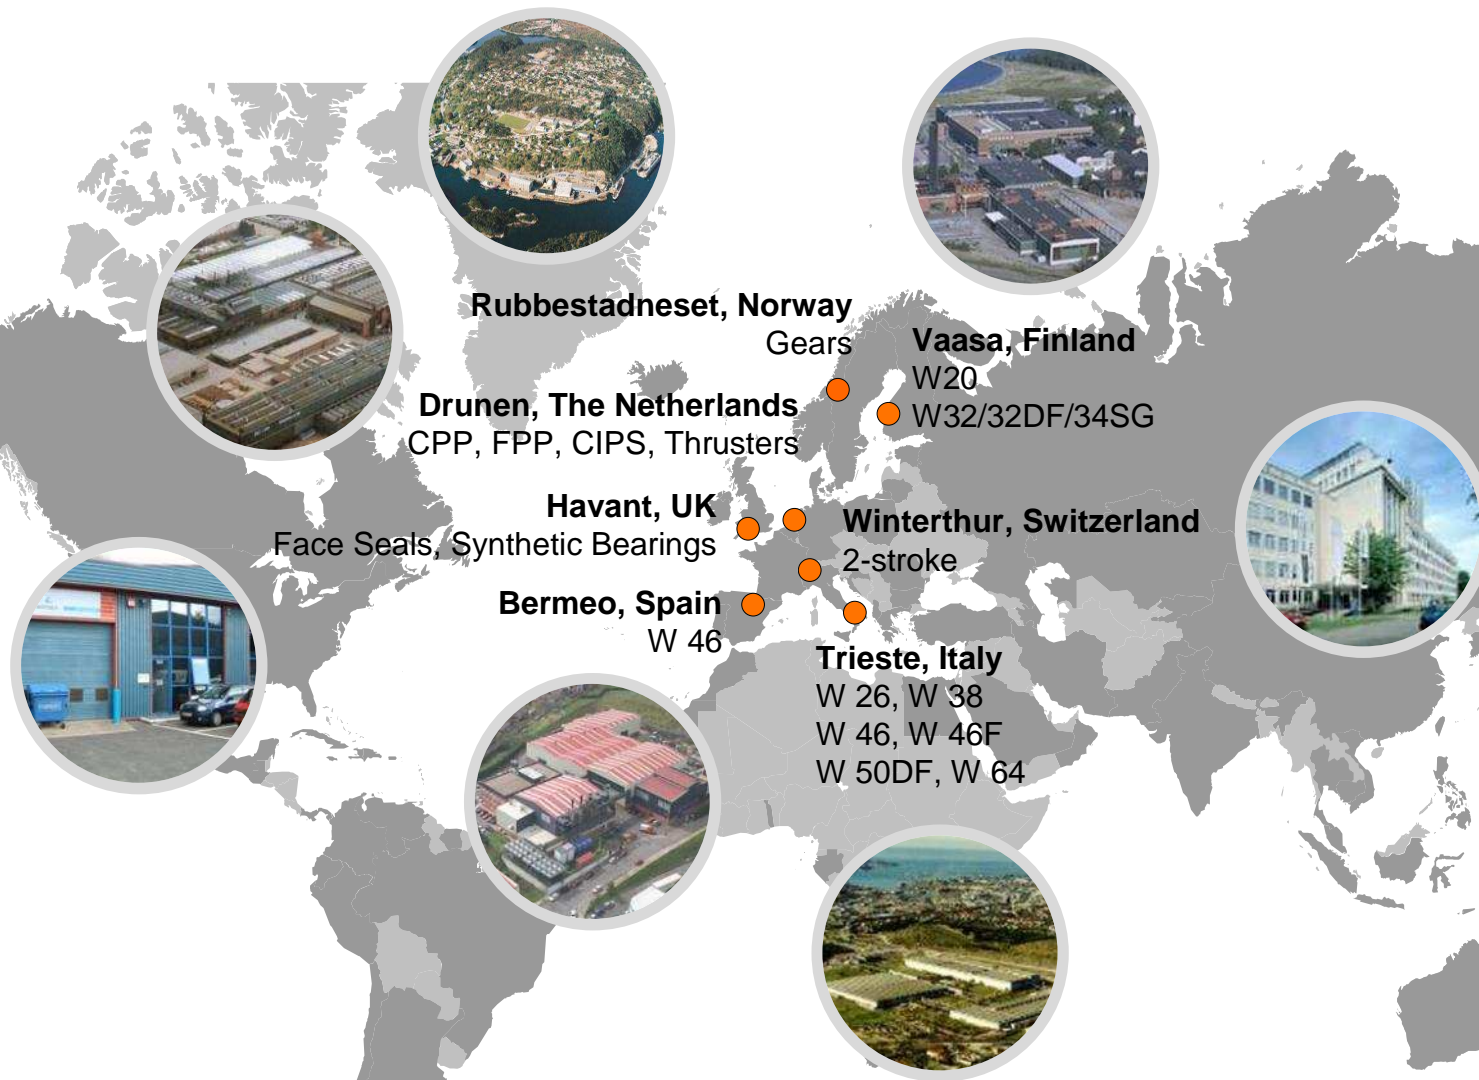 Rubbestadneset, Norway
Gears
Vaasa, Finland
W20
W32/32DF/34SG
Drunen, The Netherlands
CPP, FPP, CIPS, Thrusters
Havant, UK
Face Seals, Synthetic Bearings
Winterthur, Switzerland
2-stroke
Bermeo, Spain
W 46
Trieste, Italy
W 26, W 38
W 46, W 46F
W 50DF, W 64